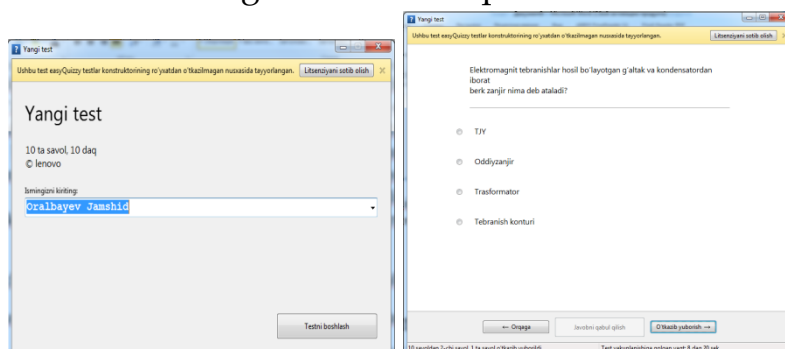 Yangi test
Ushbu test easyQuizzy testlar konstruktorining ro'yxatdan o'tkazilmagan nusxasida tayyorlangan.
Litsenziyani sotib olish
Yangi test
10 ta savol, 10 daq
© lenovo
Ismingizni kiriting:
Oralbayev Jamshid
Testni boshlash
Yangi test
Ushbu test easyQuizzy testlar konstruktorining ro'yxatdan o'tkazilmagan nusxasida tayyorlangan.
Litsenziyani sotib olish
Elektromagnit tebranishlar hosil bo'layotgan g'altak va kondensatordan
iborat
berk zanjir nima deb ataladi?
TJY
Oddiyzanjir
Trasformator
Tebranish konturi
← Orqaga
Javobni qabul qilish
O'tkazib yuborish →